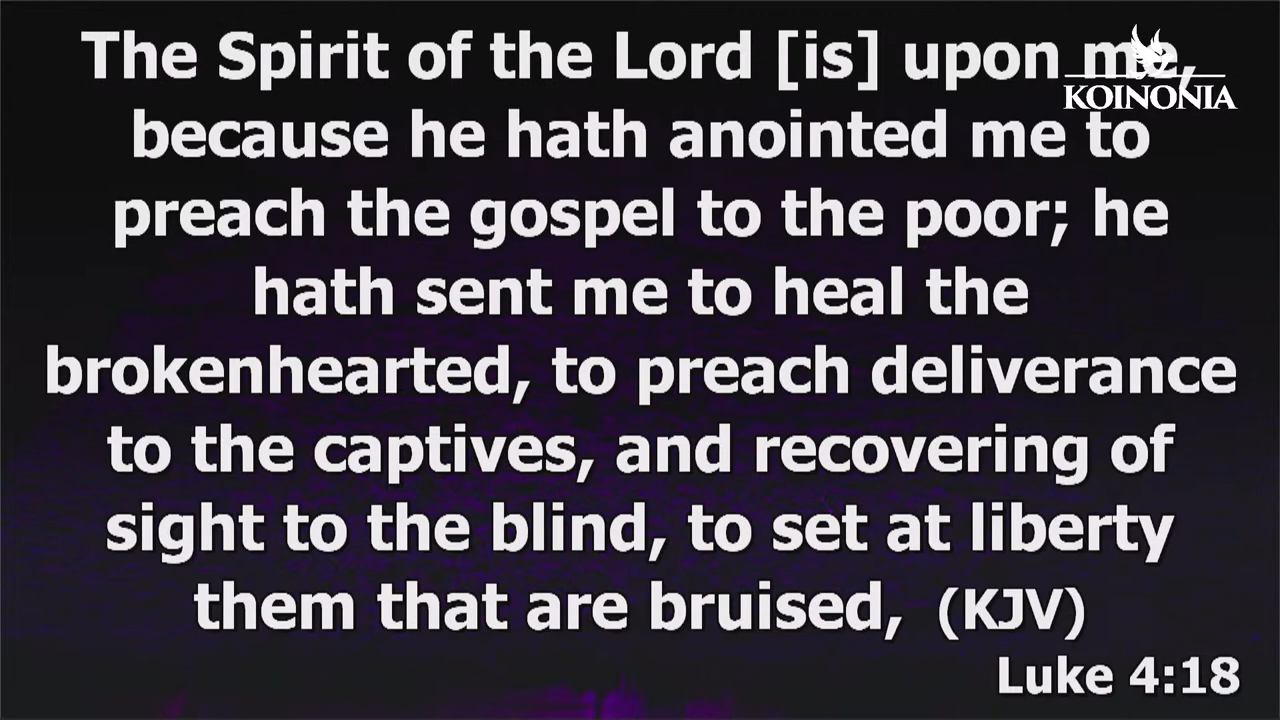 The Spirit of the Lord [is] upon me,
KOINONIA
because he hath anointed me to
preach the gospel to the poor; he
hath sent me to heal the
brokenhearted, to preach deliverance
to the captives, and recovering of
sight to the blind, to set at liberty
them that are bruised, (KJV)
Luke 4:18